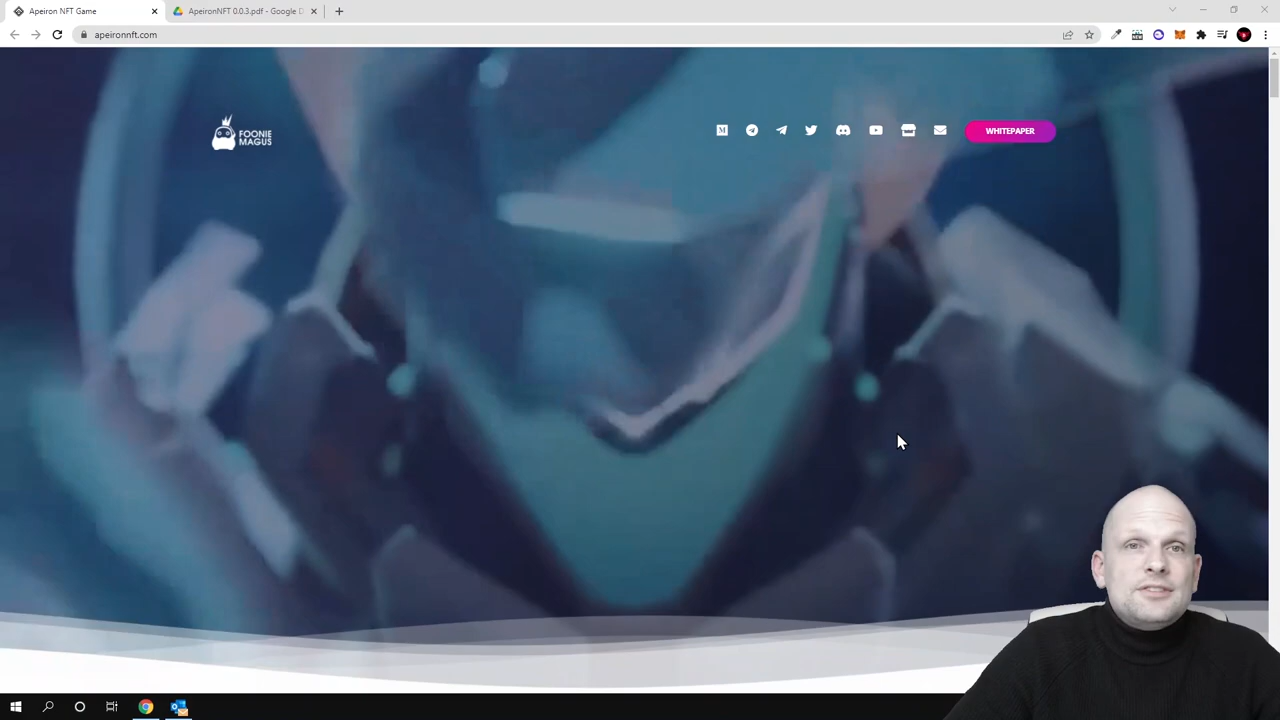 Apeiron NFT Game
ApeironNFT 0.0.3.pdf - Google D
apeironnft.com
FOONIE
MAGUS
WHITEPAPER